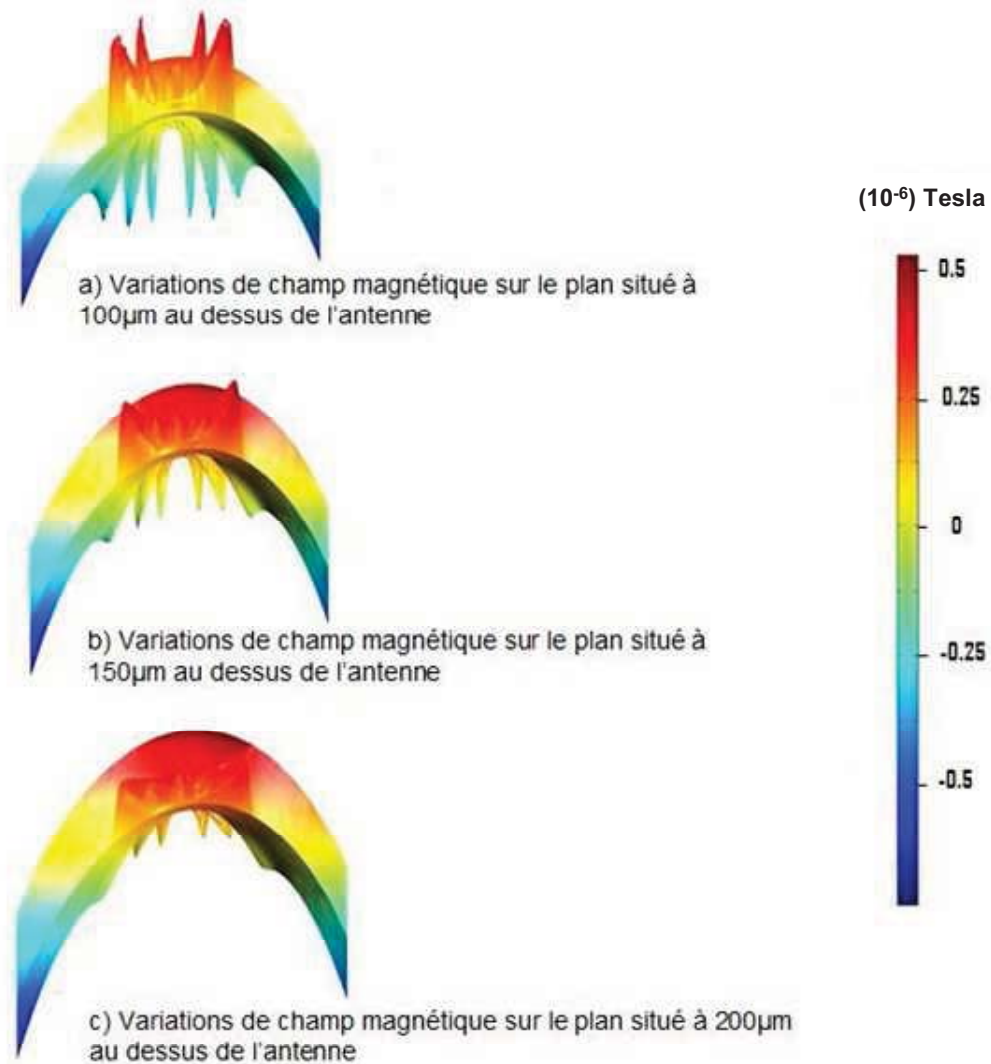 (10-6) Tesla
0.5
0.25
0
-0.25
-0.5
a) Variations de champ magnétique sur le plan situé à
100µm au dessus de l'antenne
b) Variations de champ magnétique sur le plan situé à
150µm au dessus de l'antenne
c) Variations de champ magnétique sur le plan situé à 200µm
au dessus de l'antenne